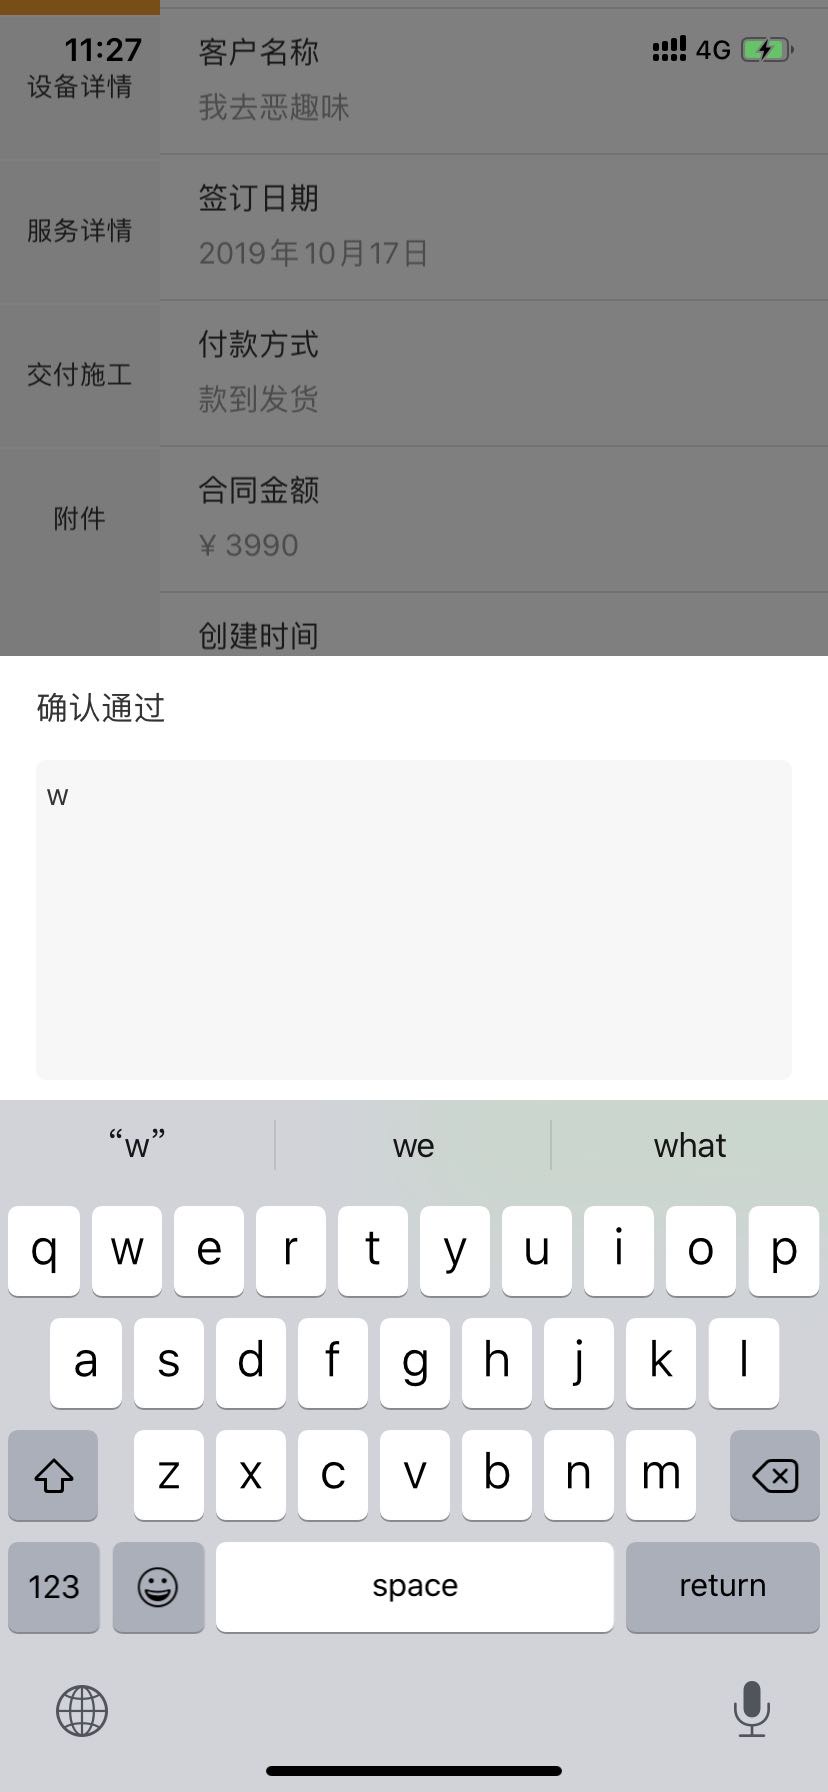 11:27
4G
设备详情
服务详情
交付施工
附件
客户名称
我去恶趣味
签订日期
2019年10月17日
付款方式
款到发货
合同金额
¥ 3990
创建时间
确认通过
w
“w” we what
q w e r t y u i o p
a s d f g h j k l
z x c v b n m
123 space return